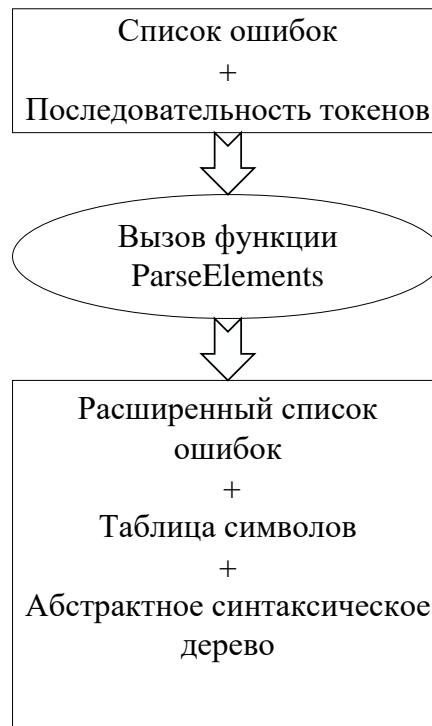 Список ошибок
+
Последовательность токенов
Вызов функции
ParseElements
Расширенный список
ошибок
+
Таблица символов
+
Абстрактное синтаксическое
дерево